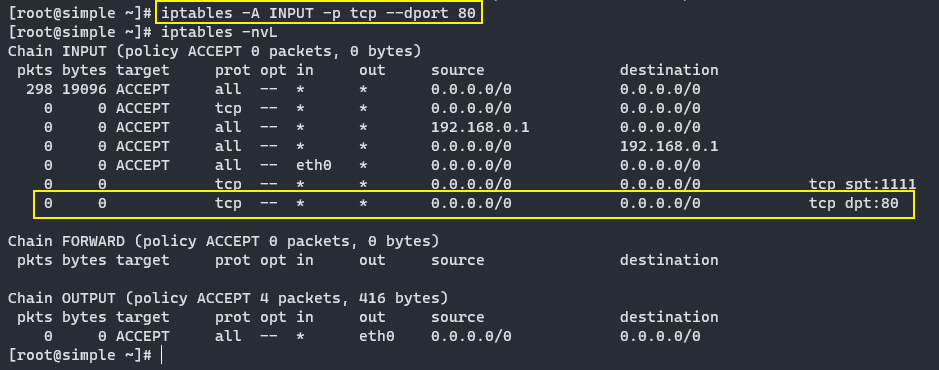 [root@simple ~]# iptables -A INPUT -p tcp --dport 80
[root@simple ~]# iptables -nvL
Chain INPUT (policy ACCEPT 0 packets, 0 bytes)
 pkts bytes target     prot opt in     out     source               destination
  298 19096 ACCEPT     all  --  *      *       0.0.0.0/0            0.0.0.0/0
    0     0 ACCEPT     tcp  --  *      *       0.0.0.0/0            0.0.0.0/0
    0     0 ACCEPT     all  --  *      *       192.168.0.1          0.0.0.0/0
    0     0 ACCEPT     all  --  *      *       0.0.0.0/0            192.168.0.1
    0     0 ACCEPT     all  --  eth0   *       0.0.0.0/0            0.0.0.0/0
    0     0            tcp  --  *      *       0.0.0.0/0            0.0.0.0/0            tcp spt:1111
    0     0            tcp  --  *      *       0.0.0.0/0            0.0.0.0/0            tcp dpt:80
Chain FORWARD (policy ACCEPT 0 packets, 0 bytes)
 pkts bytes target     prot opt in     out     source               destination
Chain OUTPUT (policy ACCEPT 4 packets, 416 bytes)
 pkts bytes target     prot opt in     out     source               destination
    0     0 ACCEPT     all  --  *      eth0    0.0.0.0/0            0.0.0.0/0
[root@simple ~]#